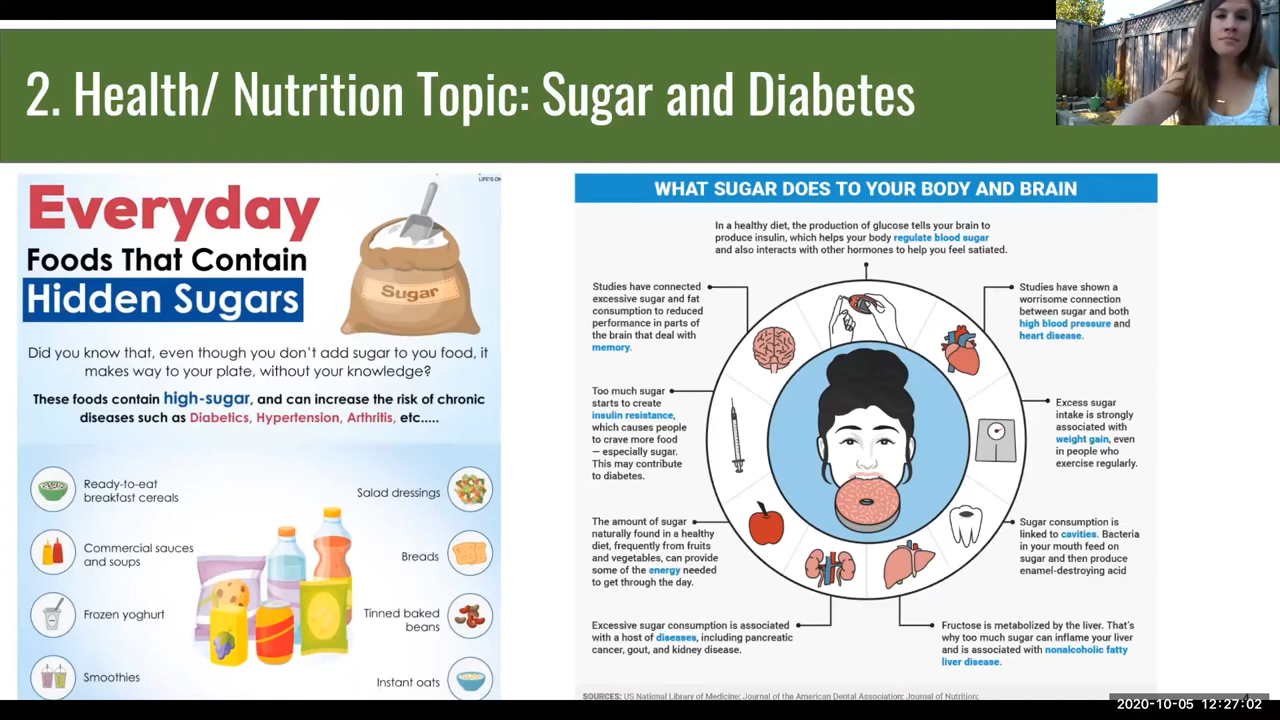 2. Health/ Nutrition Topic: Sugar and Diabetes
LIFE'S
Everyday
Foods That Contain
Hidden Sugars
Sugar
Did you know that, even though you don't add sugar to you food, it
makes way to your plate, without your knowledge?
These foods contain high-sugar, and can increase the risk of chronic
diseases such as Diabetics, Hypertension, Arthritis, etc.....
Ready-to-eat
breakfast cereals
Commercial sauces
and soups
Frozen yoghurt
Smoothies
Salad dressings
Breads
Tinned baked
beans
Instant oats
WHAT SUGAR DOES TO YOUR BODY AND BRAIN
In a healthy diet, the production of glucose tells your brain to
produce insulin, which helps your body regulate blood sugar
and also interacts with other hormones to help you feel satiated.
Studies have connected
excessive sugar and fat
consumption to reduced
performance in parts of
the brain that deal with
memory.
Too much sugar
starts to create
insulin resistance,
which causes people
to crave more food
— especially sugar.
This may contribute
to diabetes.
The amount of sugar
naturally found in a healthy
diet, frequently from fruits
and vegetables, can provide
some of the energy needed
to get through the day.
Excessive sugar consumption is associated
with a host of diseases, including pancreatic
cancer, gout, and kidney disease.
Studies have shown a
worrisome connection
between sugar and both
high blood pressure and
heart disease.
Excess sugar
intake is strongly
associated with
weight gain, even
in people who
exercise regularly.
Sugar consumption is
linked to cavities. Bacteria
in your mouth feed on
sugar and then produce
enamel-destroying acid
Fructose is metabolized by the liver. That's
why too much sugar can inflame your liver
and is associated with nonalcoholic fatty
liver disease.
SOURCES: US National Library of Medicine; Journal of the American Dental Association; Journal of Nutrition;
2020-10-05 12:27:02